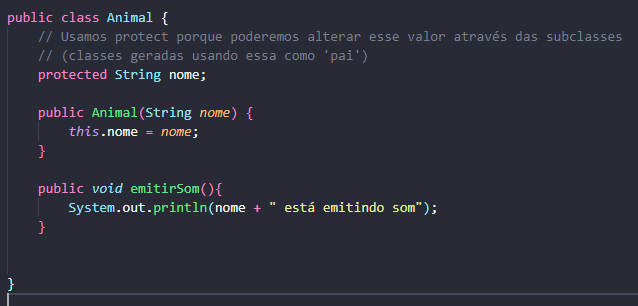 public class Animal {
// Usamos protect porque poderemos alterar esse valor através das subclasses
// (classes geradas usando essa como 'pai')
protected String nome;
public Animal(String nome) {
this.nome = nome;
}
public void emitirSom(){
System.out.println(nome + " está emitindo som");
}
}